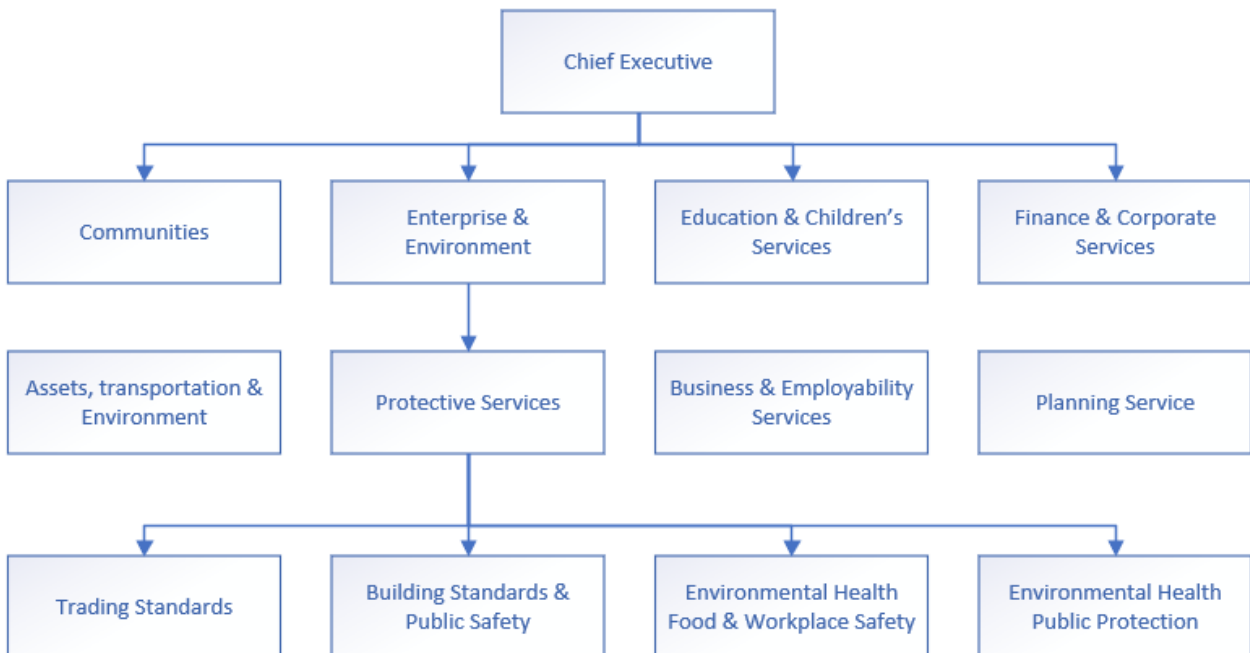 Chief Executive
Communities
Enterprise &
Environment
Education & Children’s
Services
Finance & Corporate
Services
Assets, transportation &
Environment
Protective Services
Business & Employability
Services
Planning Service
Trading Standards
Building Standards &
Public Safety
Environmental Health
Food & Workplace Safety
Environmental Health
Public Protection